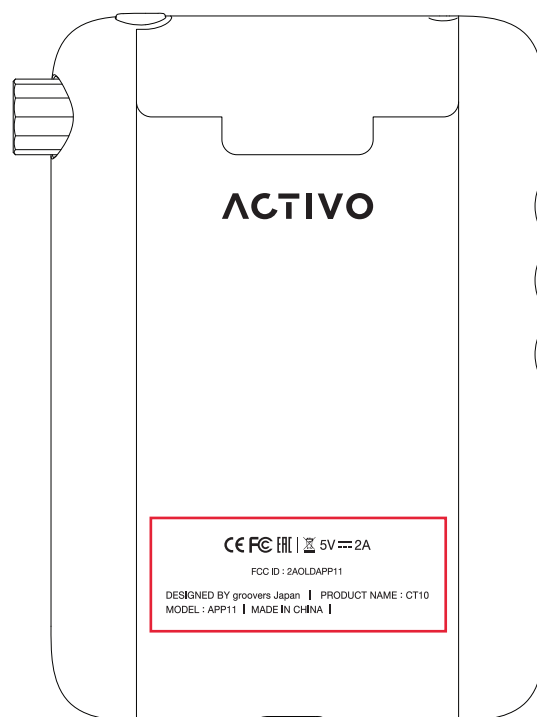 ACTIVO
CE FC EAC | 5V⎓2A
FCC ID : 2AOLDAPP11
DESIGNED BY groovers Japan | PRODUCT NAME : CT10
MODEL : APP11 | MADE IN CHINA |